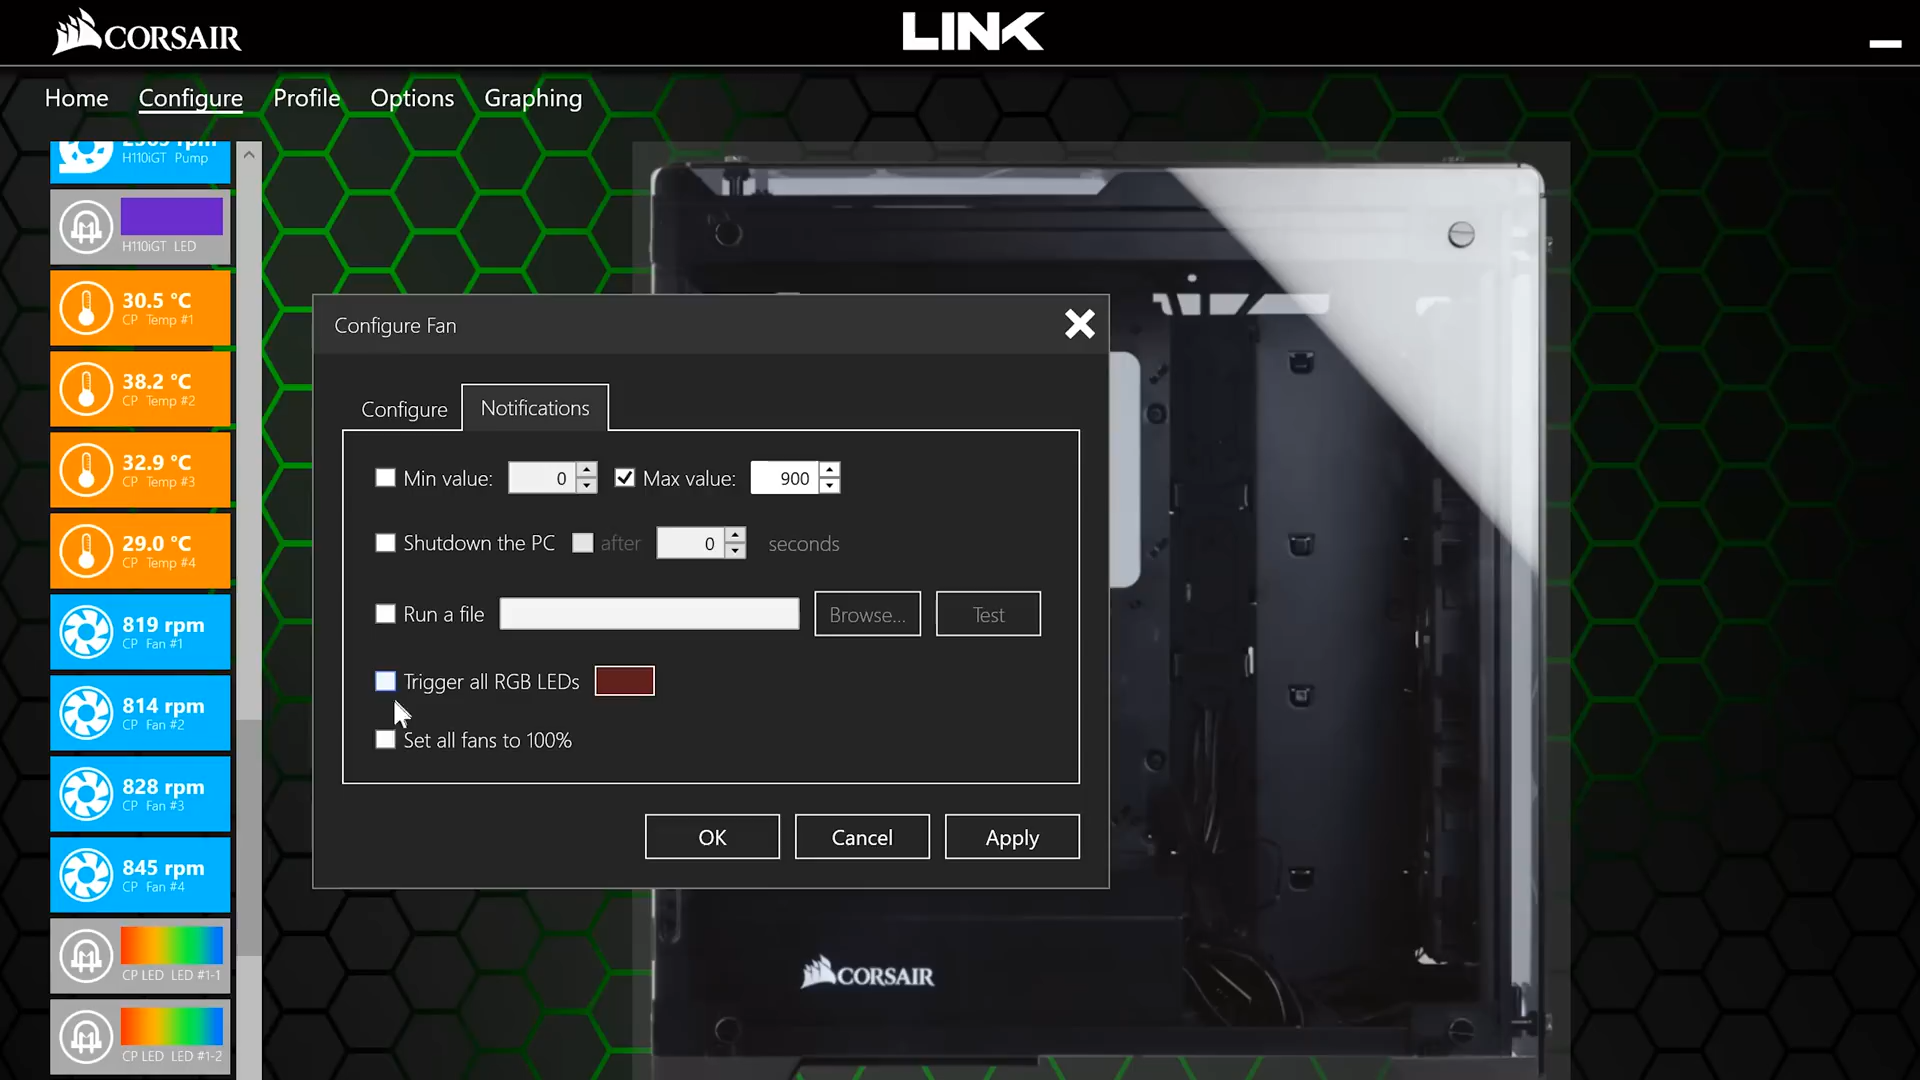 CORSAIR
LINK
Home Configure Profile Options Graphing
H110iGT Pump
H110iGT LED
30.5 °C
CP Temp #1
38.2 °C
CP Temp #2
32.9 °C
CP Temp #3
29.0 °C
CP Temp #4
819 rpm
CP Fan #1
814 rpm
CP Fan #2
828 rpm
CP Fan #3
845 rpm
CP Fan #4
CP LED LED #1-1
CP LED LED #1-2
Configure Fan
Configure Notifications
Min value: 0 Max value: 900
Shutdown the PC after 0 seconds
Run a file Browse... Test
Trigger all RGB LEDs
Set all fans to 100%
OK Cancel Apply
CORSAIR